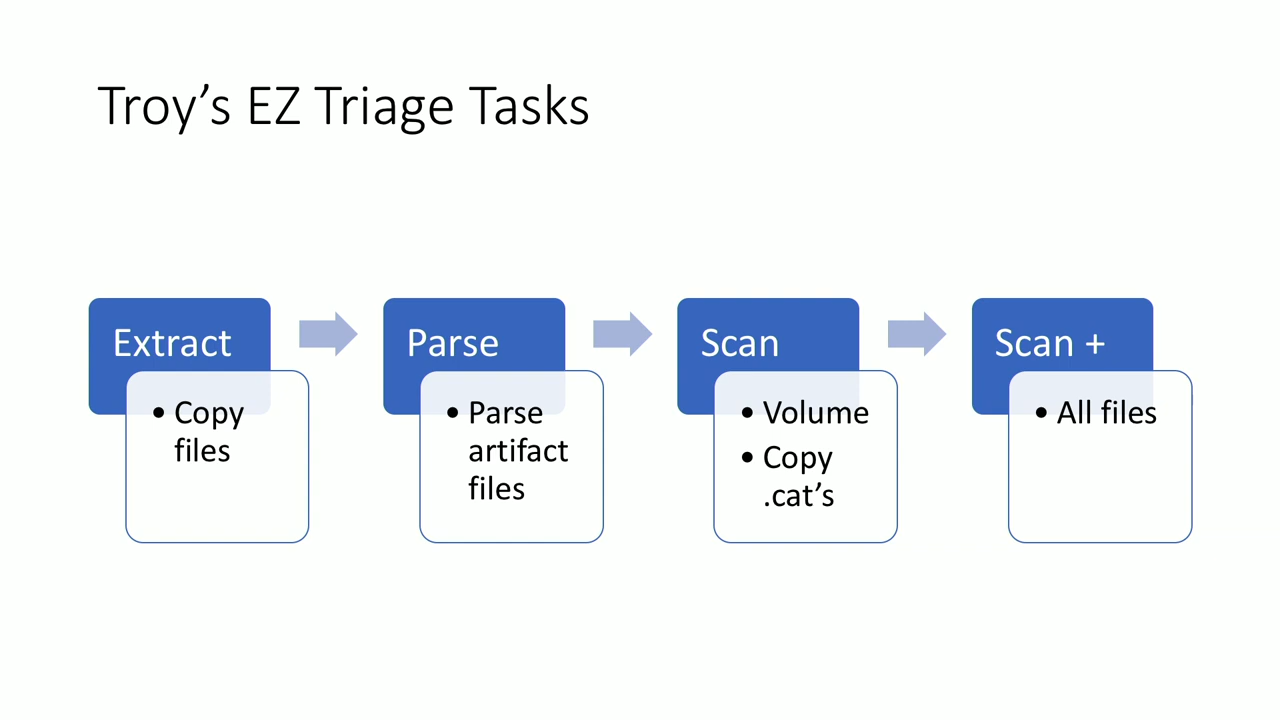 Troy’s EZ Triage Tasks
Extract
• Copy
files
Parse
• Parse
artifact
files
Scan
• Volume
• Copy
.cat’s
Scan +
• All files